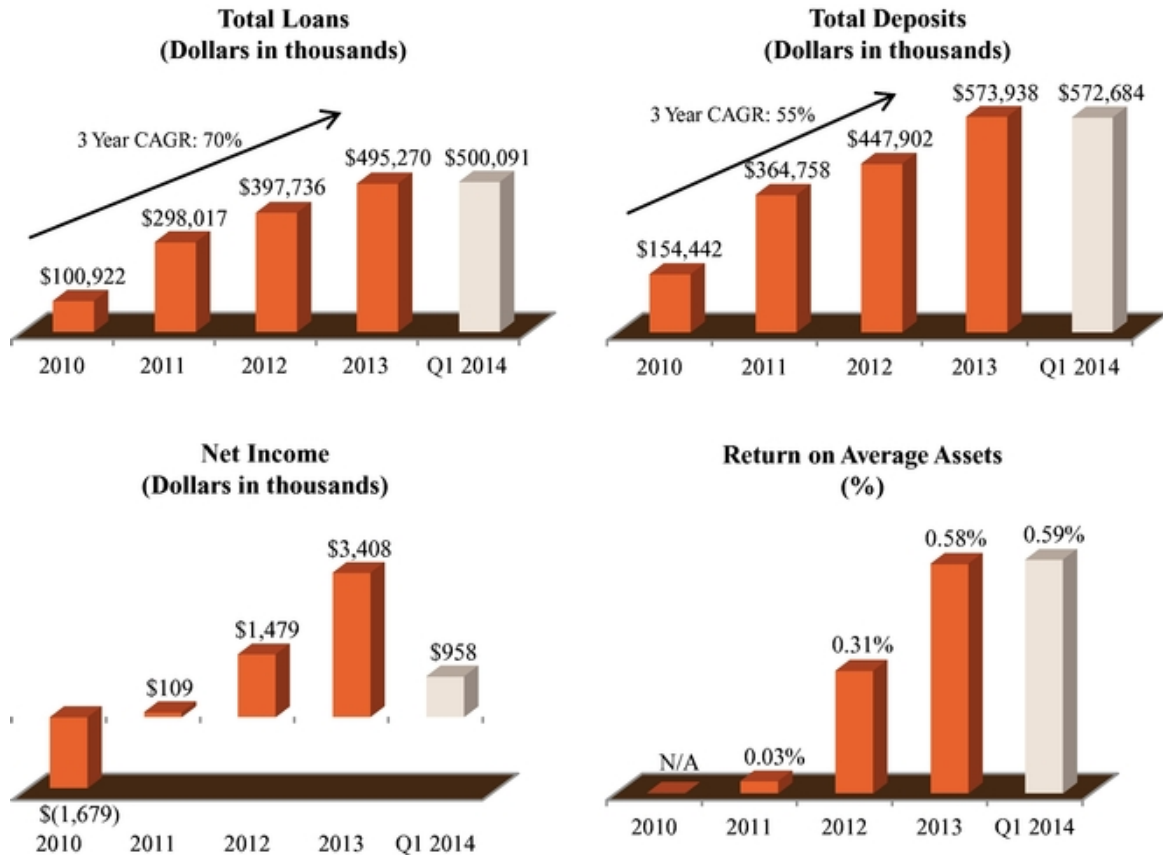 Total Loans
(Dollars in thousands)
3 Year CAGR: 70%
$100,922
$298,017
$397,736
$495,270
$500,091
2010
2011
2012
2013
Q1 2014
Total Deposits
(Dollars in thousands)
3 Year CAGR: 55%
$154,442
$364,758
$447,902
$573,938
$572,684
2010
2011
2012
2013
Q1 2014
Net Income
(Dollars in thousands)
$(1,679)
$109
$1,479
$3,408
$958
2010
2011
2012
2013
Q1 2014
Return on Average Assets
(%)
N/A
0.03%
0.31%
0.58%
0.59%
2010
2011
2012
2013
Q1 2014